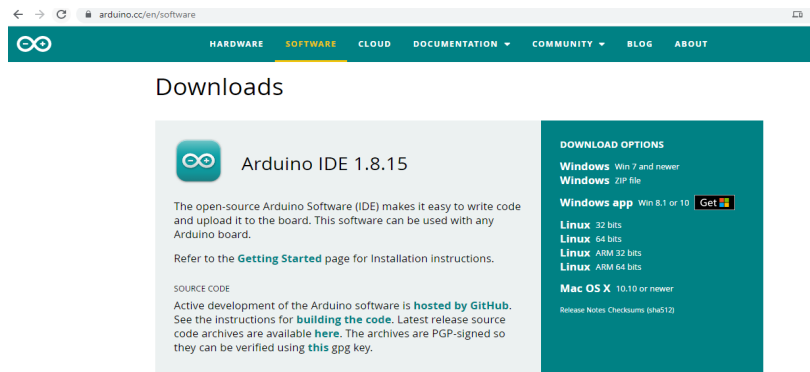 arduino.cc/en/software
HARDWARE SOFTWARE CLOUD DOCUMENTATION COMMUNITY BLOG ABOUT
Downloads
Arduino IDE 1.8.15
The open-source Arduino Software (IDE) makes it easy to write code
and upload it to the board. This software can be used with any
Arduino board.
Refer to the Getting Started page for Installation instructions.
SOURCE CODE
Active development of the Arduino software is hosted by GitHub.
See the instructions for building the code. Latest release source
code archives are available here. The archives are PGP-signed so
they can be verified using this gpg key.
DOWNLOAD OPTIONS
Windows Win 7 and newer
Windows ZIP file
Windows app Win 8.1 or 10 Get
Linux 32 bits
Linux 64 bits
Linux ARM 32 bits
Linux ARM 64 bits
Mac OS X 10.10 or newer
Release Notes Checksums (sha512)